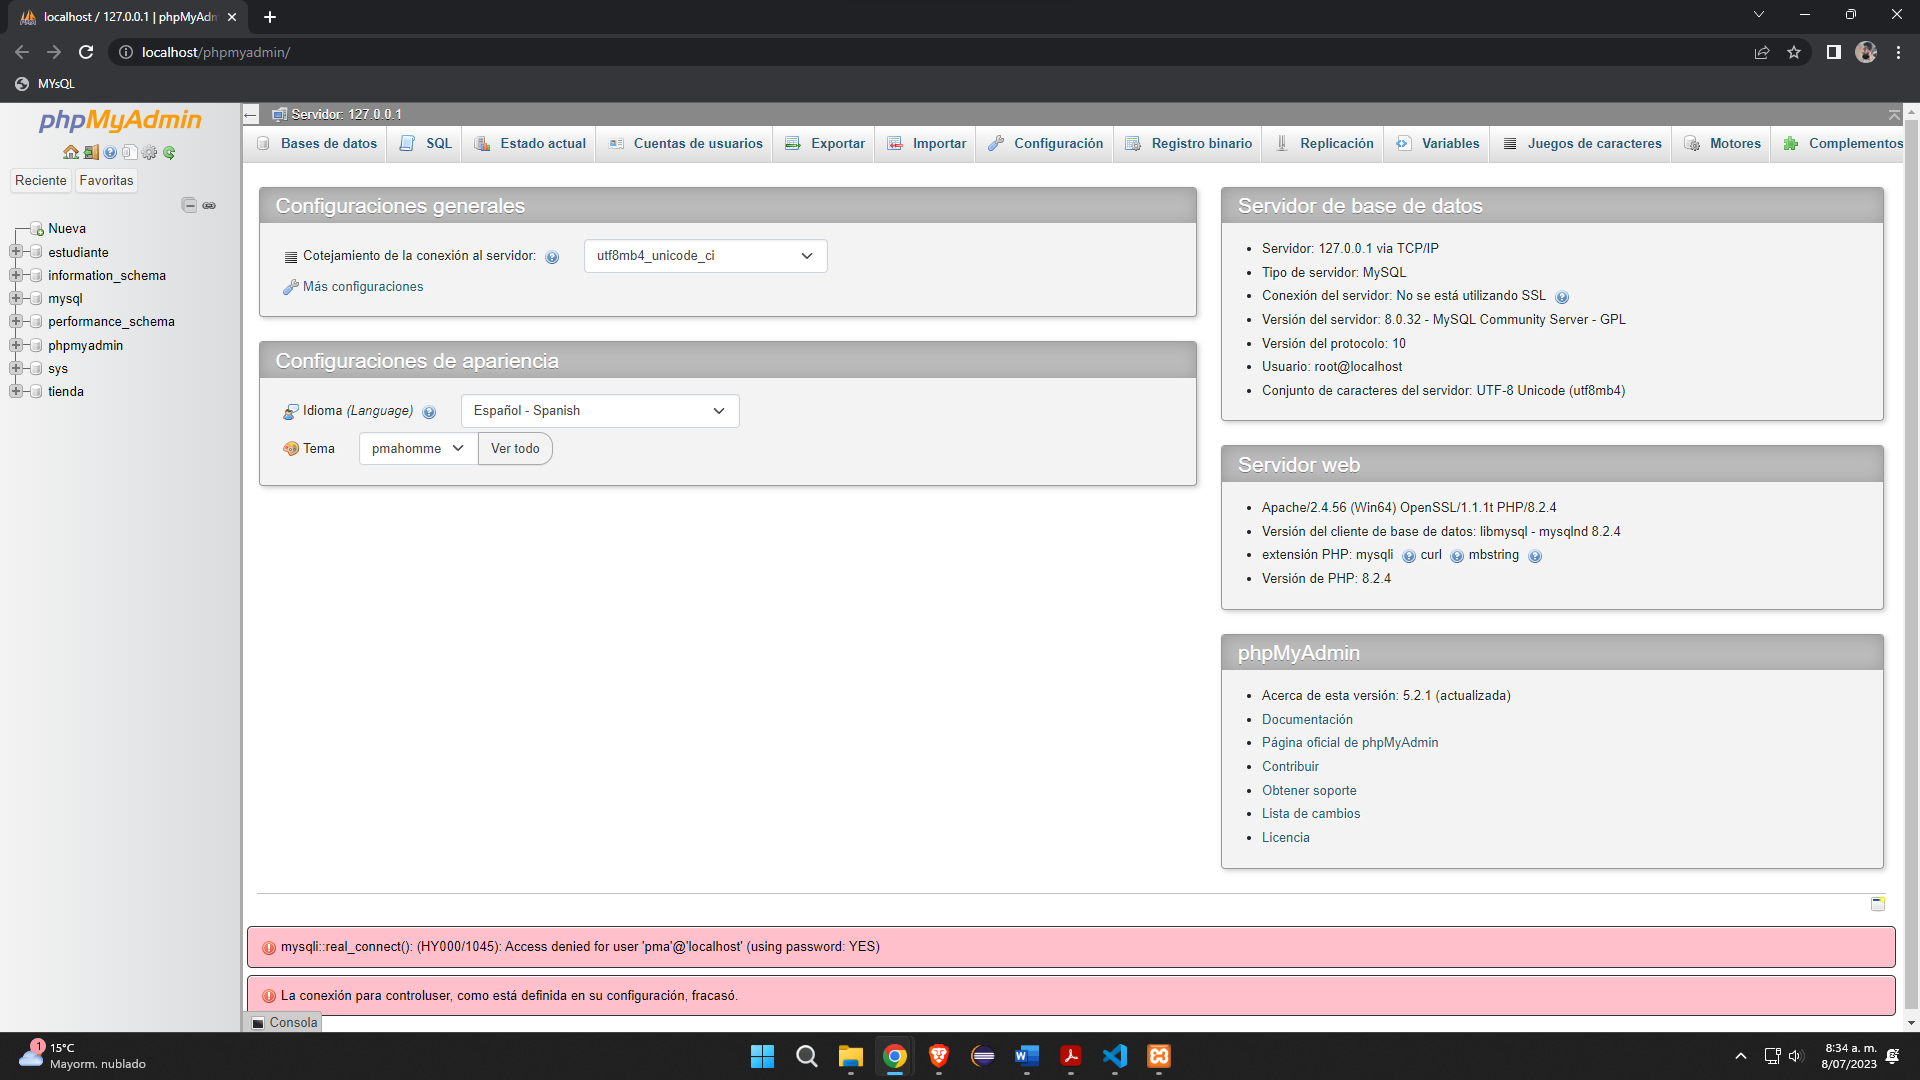 localhost / 127.0.0.1 | phpMyAdm
localhost/phpmyadmin/
MYsQL
phpMyAdmin
Reciente
Favoritas
Nueva
estudiante
information_schema
mysql
performance_schema
phpmyadmin
sys
tienda
Servidor: 127.0.0.1
Bases de datos
SQL
Estado actual
Cuentas de usuarios
Exportar
Importar
Configuración
Registro binario
Replicación
Variables
Juegos de caracteres
Motores
Complementos
Configuraciones generales
Cotejamiento de la conexión al servidor:
utf8mb4_unicode_ci
Más configuraciones
Configuraciones de apariencia
Idioma (Language)
Español - Spanish
Tema
pmahomme
Ver todo
Servidor de base de datos
Servidor: 127.0.0.1 via TCP/IP
Tipo de servidor: MySQL
Conexión del servidor: No se está utilizando SSL
Versión del servidor: 8.0.32 - MySQL Community Server - GPL
Versión del protocolo: 10
Usuario: root@localhost
Conjunto de caracteres del servidor: UTF-8 Unicode (utf8mb4)
Servidor web
Apache/2.4.56 (Win64) OpenSSL/1.1.1t PHP/8.2.4
Versión del cliente de base de datos: libmysql - mysqlnd 8.2.4
extensión PHP: mysqli curl mbstring
Versión de PHP: 8.2.4
phpMyAdmin
Acerca de esta versión: 5.2.1 (actualizada)
Documentación
Página oficial de phpMyAdmin
Contribuir
Obtener soporte
Lista de cambios
Licencia
mysqli::real_connect(): (HY000/1045): Access denied for user 'pma'@'localhost' (using password: YES)
La conexión para controluser, como está definida en su configuración, fracasó.
Consola
1
15°C
Mayorm. nublado
8:34 a. m.
8/07/2023